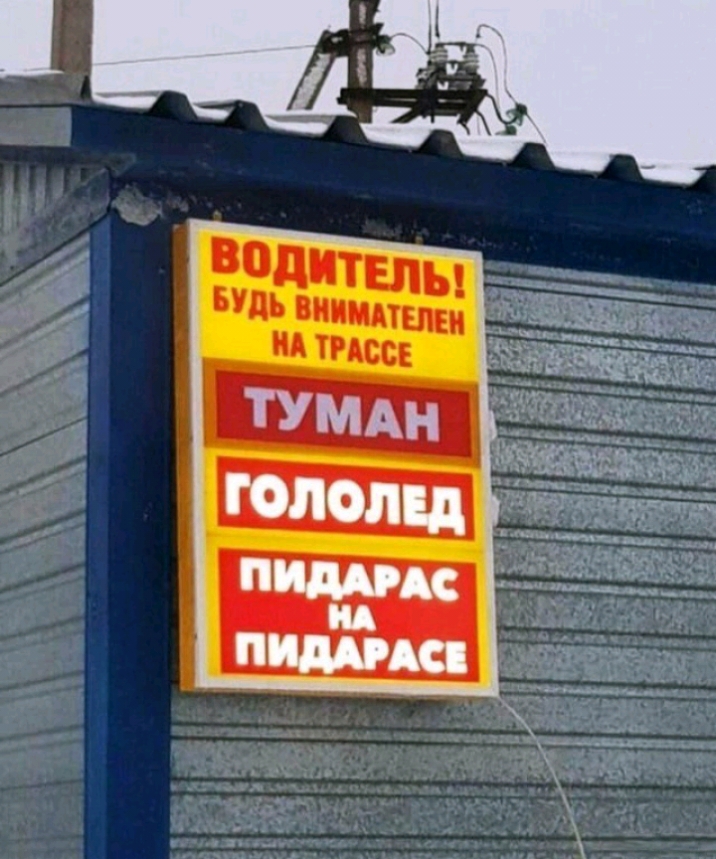 ВОДИТЕЛЬ!
БУДЬ ВНИМАТЕЛЕН
НА ТРАССЕ
ТУМАН
ГОЛОЛЕД
ПИДАРАС
НА
ПИДАРАСЕ